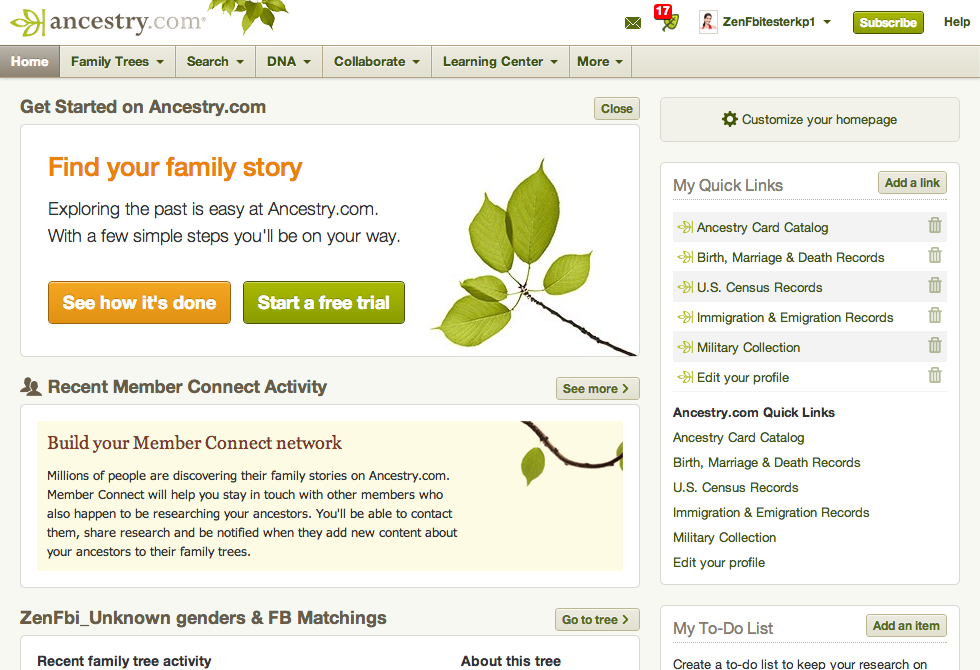 ancestry.com
17
ZenFbitesterkp1
Subscribe
Help
Home
Family Trees
Search
DNA
Collaborate
Learning Center
More
Get Started on Ancestry.com
Close
Find your family story
Exploring the past is easy at Ancestry.com.
With a few simple steps you'll be on your way.
See how it's done
Start a free trial
Recent Member Connect Activity
See more
Build your Member Connect network
Millions of people are discovering their family stories on Ancestry.com.
Member Connect will help you stay in touch with other members who
also happen to be researching your ancestors. You'll be able to contact
them, share research and be notified when they add new content about
your ancestors to their family trees.
ZenFbi_Unknown genders & FB Matchings
Go to tree
Recent family tree activity
About this tree
Customize your homepage
My Quick Links
Add a link
Ancestry Card Catalog
Birth, Marriage & Death Records
U.S. Census Records
Immigration & Emigration Records
Military Collection
Edit your profile
Ancestry.com Quick Links
Ancestry Card Catalog
Birth, Marriage & Death Records
U.S. Census Records
Immigration & Emigration Records
Military Collection
Edit your profile
My To-Do List
Add an item
Create a to-do list to keep your research on